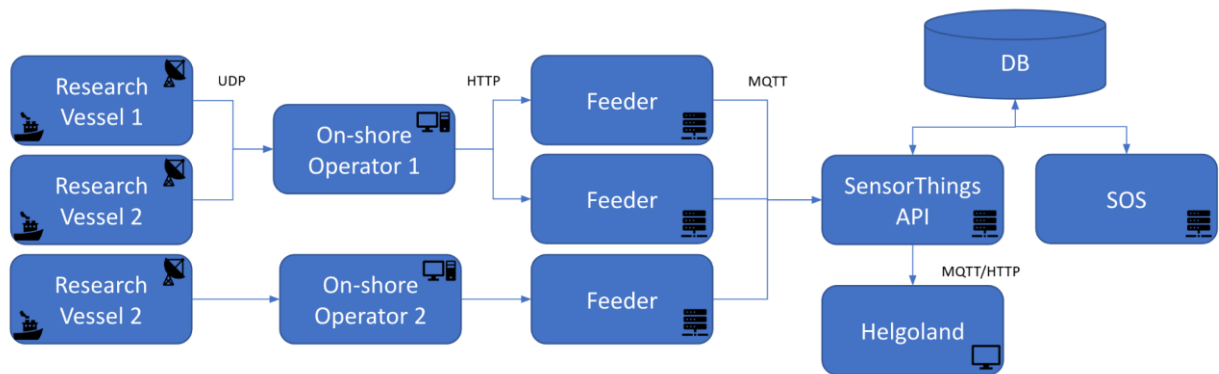 Research
Vessel 1
UDP
On-shore
Operator 1
HTTP
Feeder
MQTT
DB
Research
Vessel 2
Feeder
SensorThings
API
SOS
Research
Vessel 2
On-shore
Operator 2
Feeder
MQTT/HTTP
Helgoland